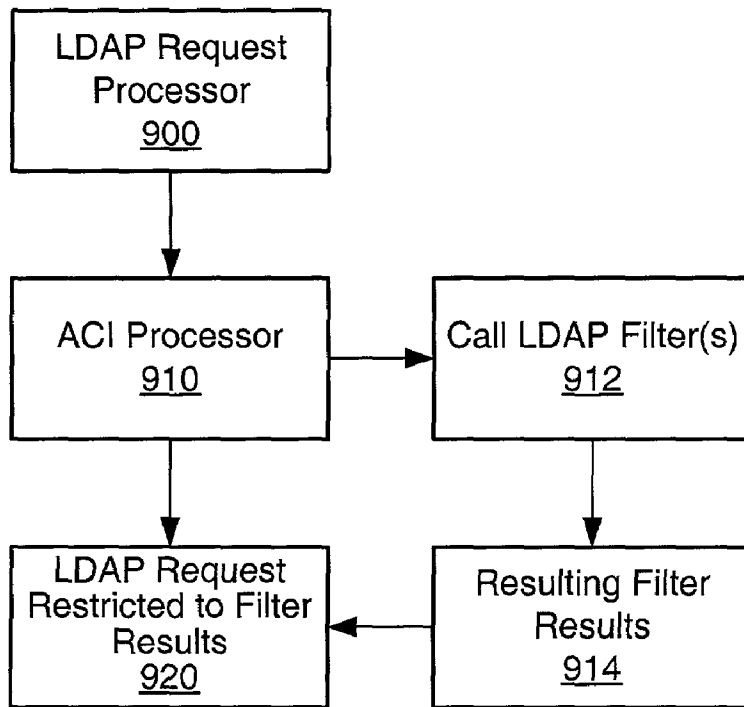 LDAP Request
Processor
900
ACI Processor
910
Call LDAP Filter(s)
912
LDAP Request
Restricted to Filter
Results
920
Resulting Filter
Results
914